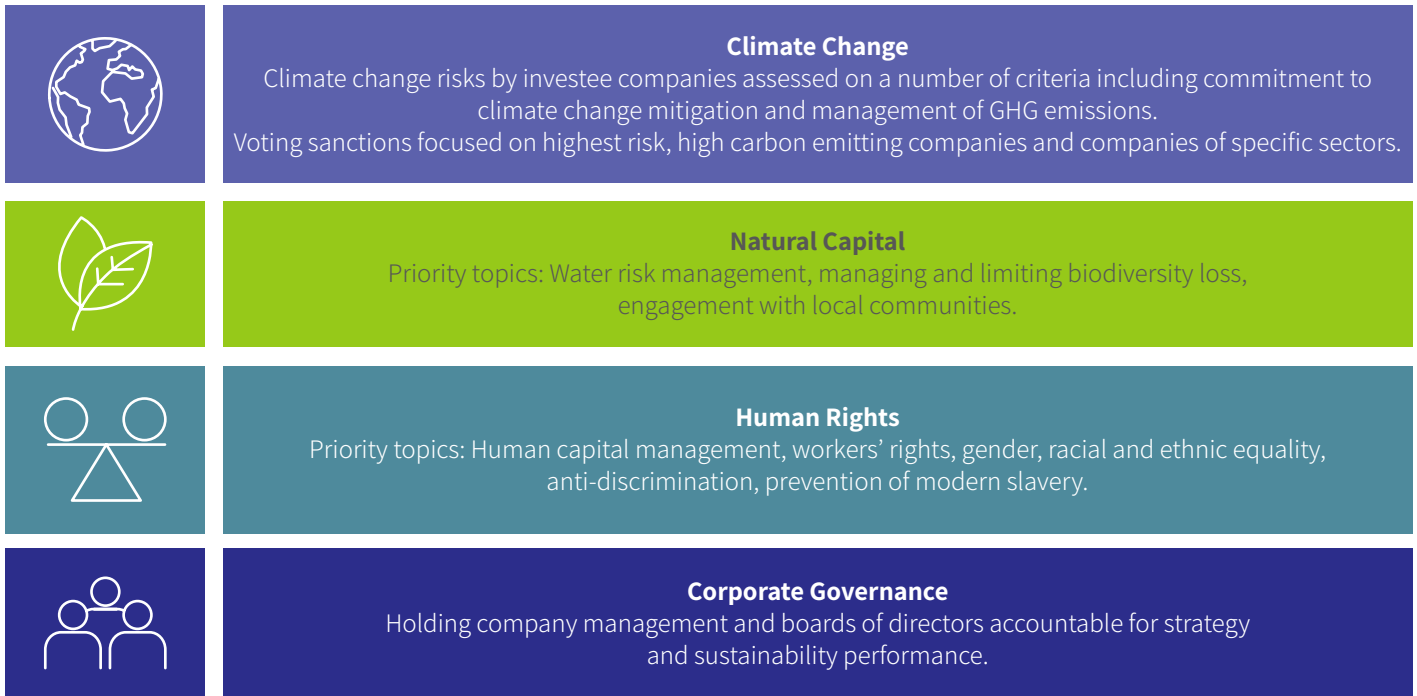 Climate Change
Climate change risks by investee companies assessed on a number of criteria including commitment to
climate change mitigation and management of GHG emissions.
Voting sanctions focused on highest risk, high carbon emitting companies and companies of specific sectors.
Natural Capital
Priority topics: Water risk management, managing and limiting biodiversity loss,
engagement with local communities.
Human Rights
Priority topics: Human capital management, workers’ rights, gender, racial and ethnic equality,
anti-discrimination, prevention of modern slavery.
Corporate Governance
Holding company management and boards of directors accountable for strategy
and sustainability performance.